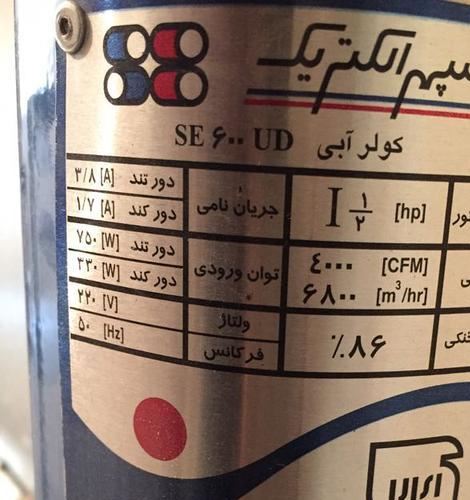 سپهر الکتریک
کولر آبی SE ۶۰۰ UD
I ۱/۲ [hp] جریان نامی دور تند ۳/۸ [A]
دور کند ۱/۷ [A]
۴۰۰۰ [CFM] توان ورودی دور تند ۷۵۰ [W]
۶۸۰۰ [m³/hr] دور کند ۳۳۰ [W]
٪۸۶ ولتاژ ۲۲۰ [V]
فرکانس ۵۰ [Hz]